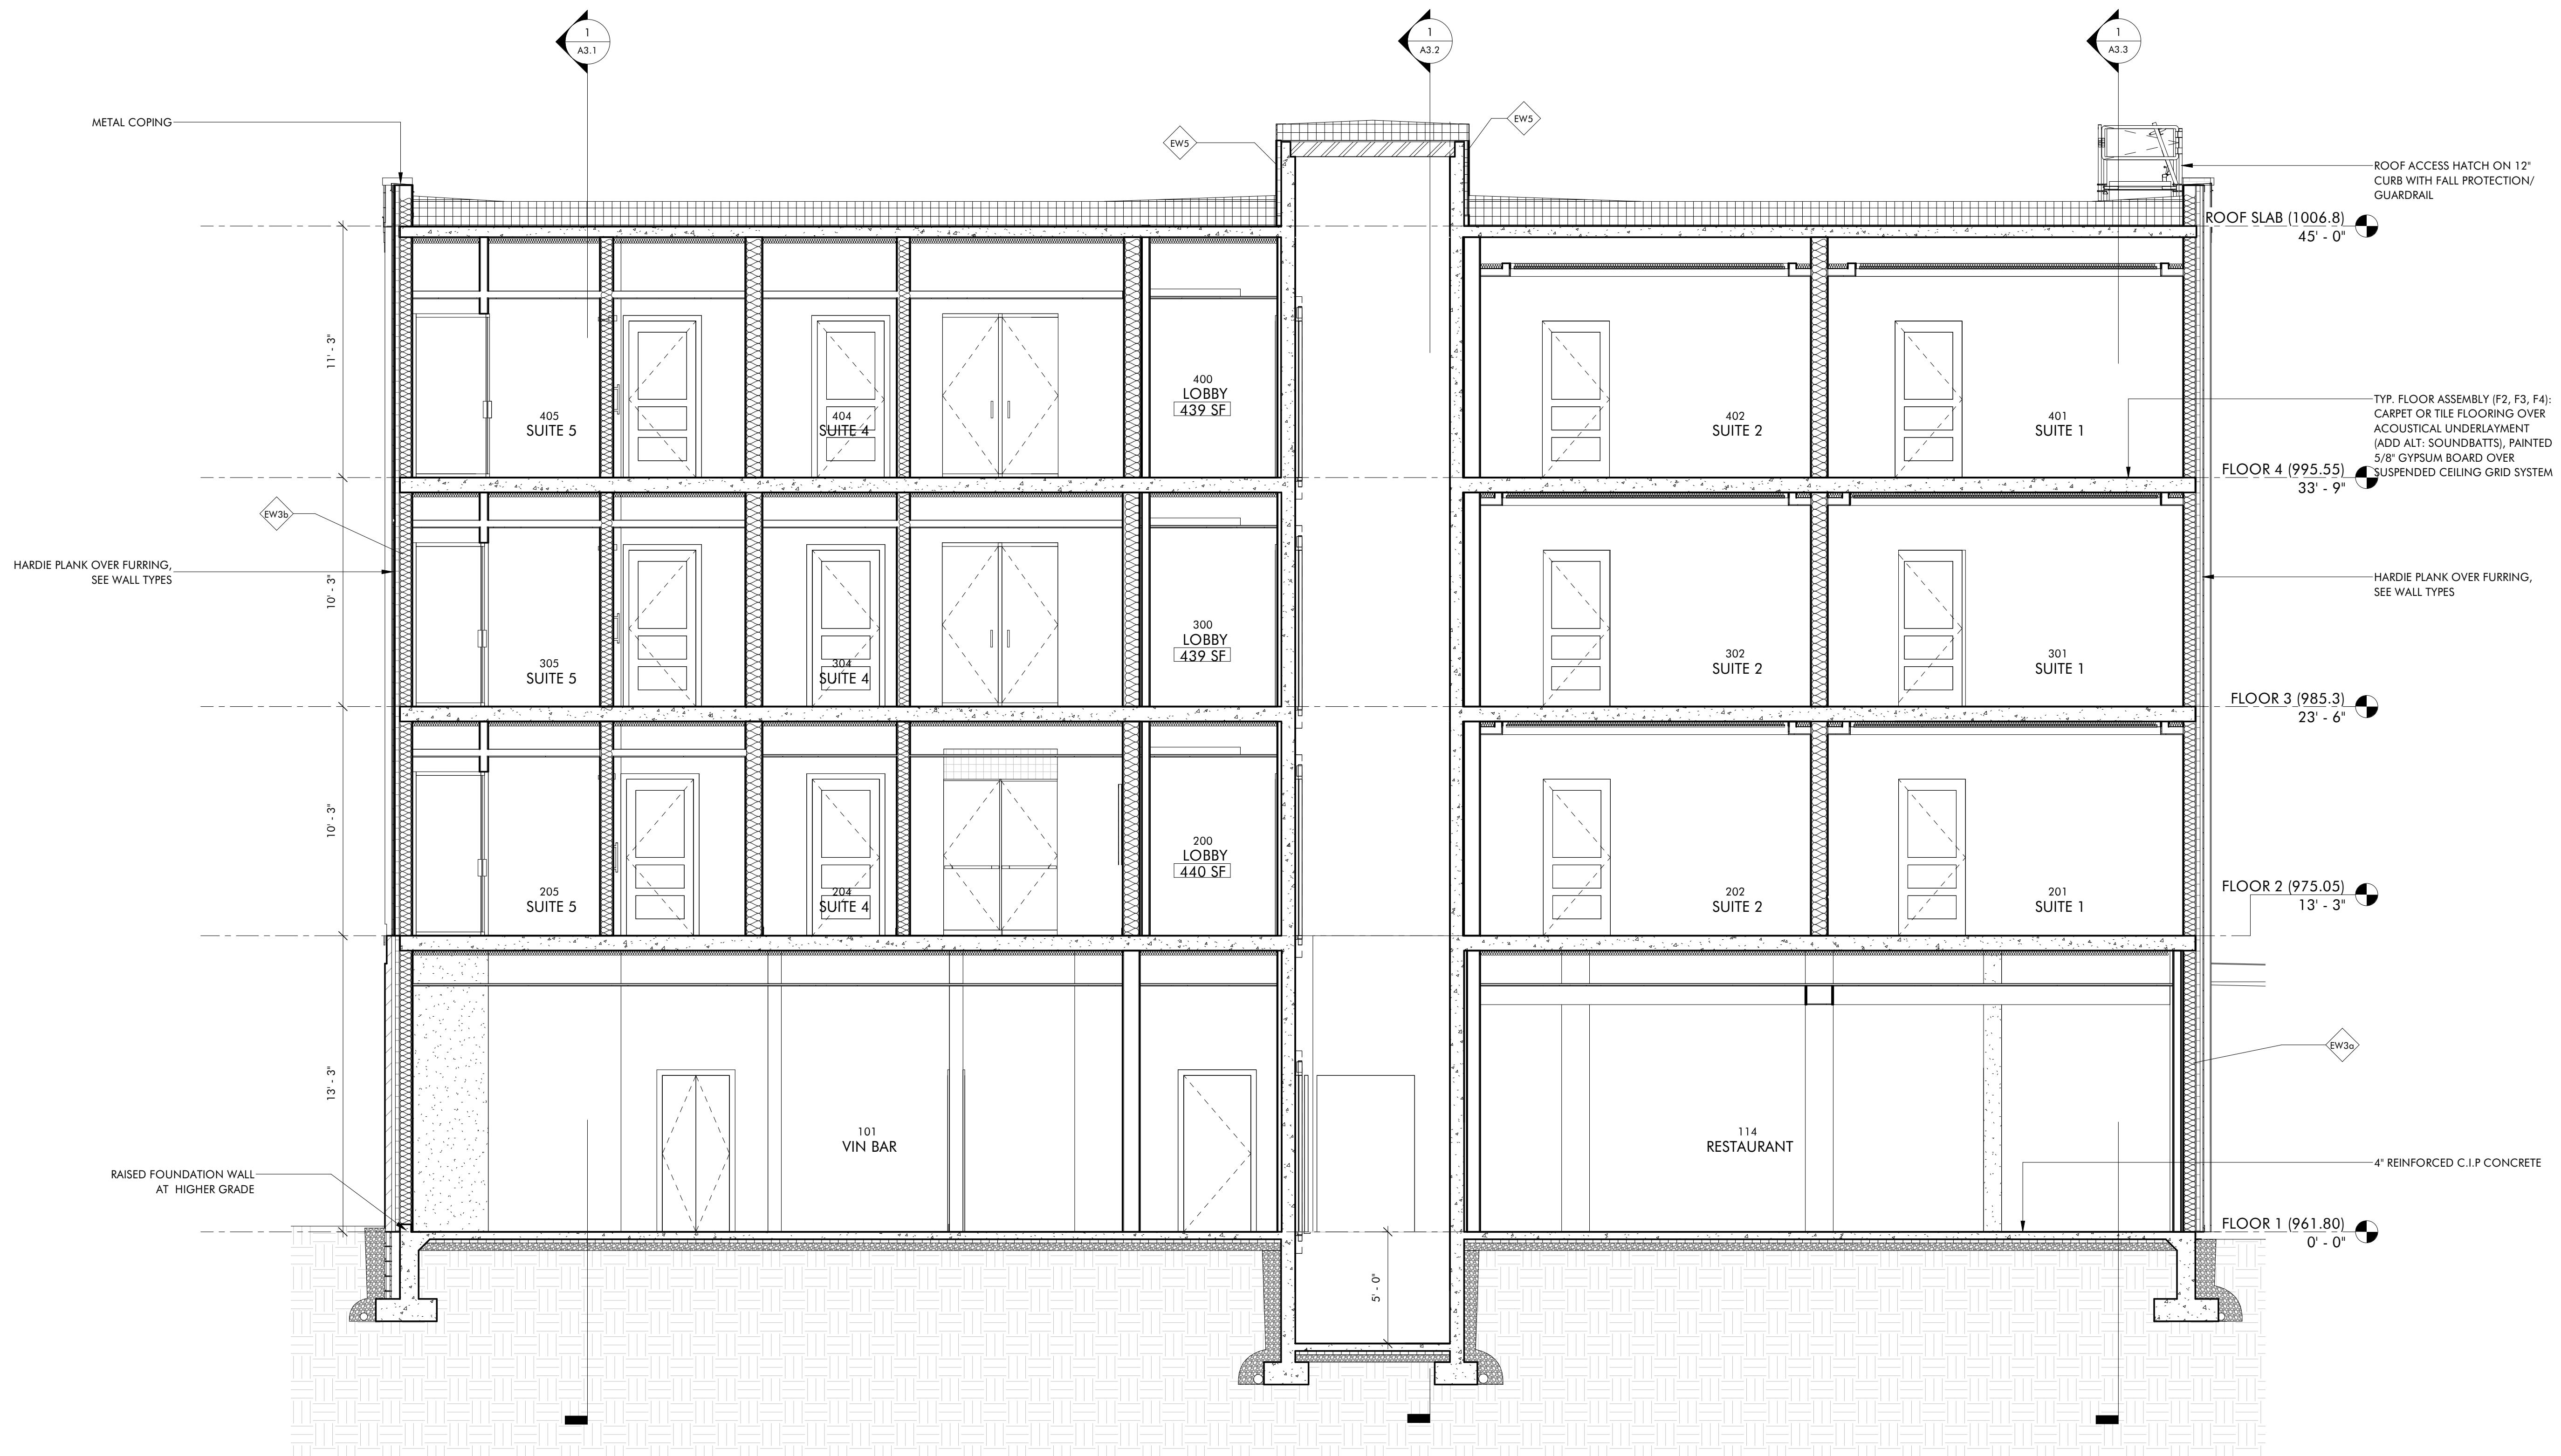 1
A3.1
1
A3.2
1
A3.3
METAL COPING
EW5
EW5
ROOF ACCESS HATCH ON 12"
CURB WITH FALL PROTECTION/
GUARDRAIL
ROOF SLAB (1006.8)
45' - 0"
11' - 3"
405
SUITE 5
404
SUITE 4
400
LOBBY
439 SF
402
SUITE 2
401
SUITE 1
TYP. FLOOR ASSEMBLY (F2, F3, F4):
CARPET OR TILE FLOORING OVER
ACOUSTICAL UNDERLAYMENT
(ADD ALT: SOUNDBATTS), PAINTED
5/8" GYPSUM BOARD OVER
SUSPENDED CEILING GRID SYSTEM
FLOOR 4 (995.55)
33' - 9"
EW3b
HARDIE PLANK OVER FURRING,
SEE WALL TYPES
10' - 3"
305
SUITE 5
304
SUITE 4
300
LOBBY
439 SF
302
SUITE 2
301
SUITE 1
HARDIE PLANK OVER FURRING,
SEE WALL TYPES
FLOOR 3 (985.3)
23' - 6"
10' - 3"
205
SUITE 5
204
SUITE 4
200
LOBBY
440 SF
202
SUITE 2
201
SUITE 1
FLOOR 2 (975.05)
13' - 3"
13' - 3"
101
VIN BAR
114
RESTAURANT
EW3a
RAISED FOUNDATION WALL
AT HIGHER GRADE
4" REINFORCED C.I.P CONCRETE
FLOOR 1 (961.80)
0' - 0"
5' - 0"